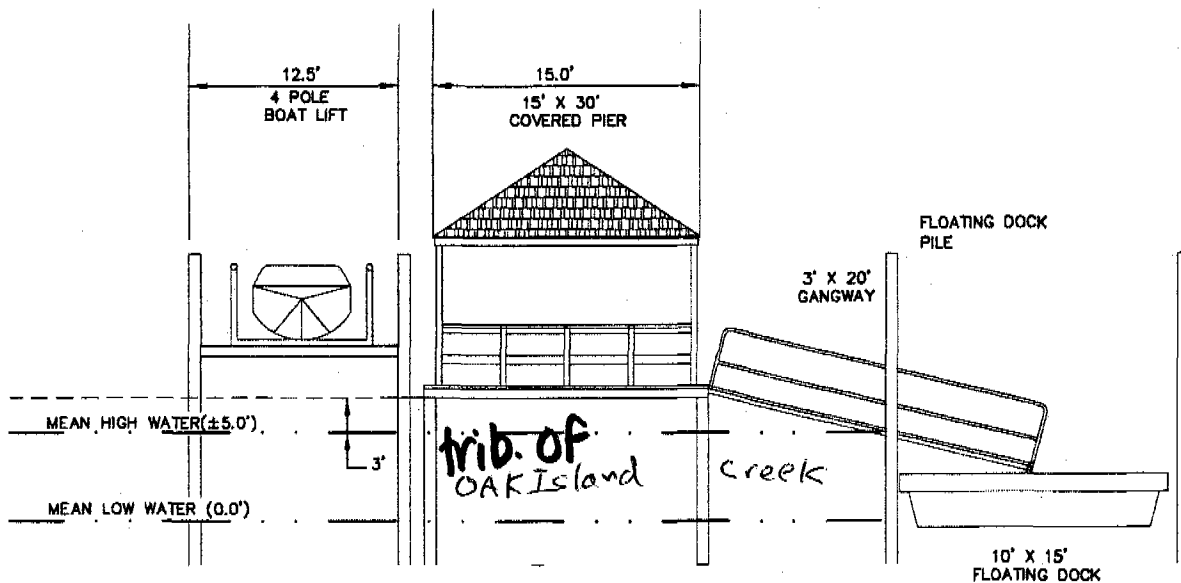 12.5'
4 POLE
BOAT LIFT
15.0'
15' X 30'
COVERED PIER
FLOATING DOCK
PILE
3' X 20'
GANGWAY
MEAN HIGH WATER(±5.0')
3'
trib. of
OAK Island creek
MEAN LOW WATER (0.0')
10' X 15'
FLOATING DOCK